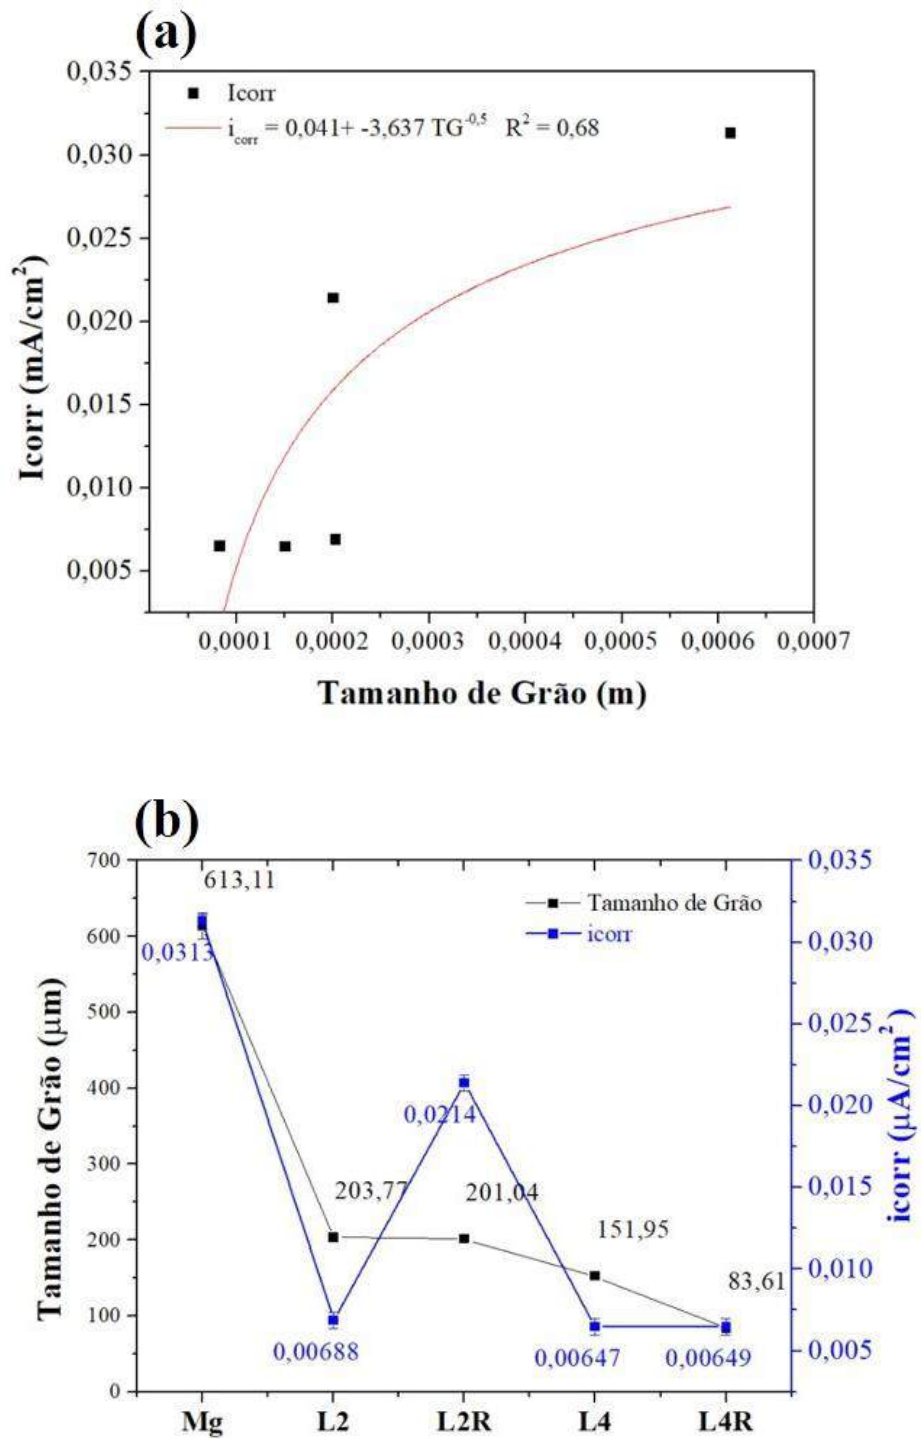 (a)
0,035
0,030
0,025
0,020
0,015
0,010
0,005
Icorr (mA/cm²)
Icorr
i_corr = 0,041+ -3,637 TG^-0,5 R² = 0,68
0,0001 0,0002 0,0003 0,0004 0,0005 0,0006 0,0007
Tamanho de Grão (m)
(b)
700
600
500
400
300
200
100
0
Tamanho de Grão (μm)
613,11
0,0313
Tamanho de Grão
icorr
0,0214
203,77
201,04
151,95
83,61
0,00688
0,00647
0,00649
0,035
0,030
0,025
0,020
0,015
0,010
0,005
icorr (μA/cm²)
Mg L2 L2R L4 L4R